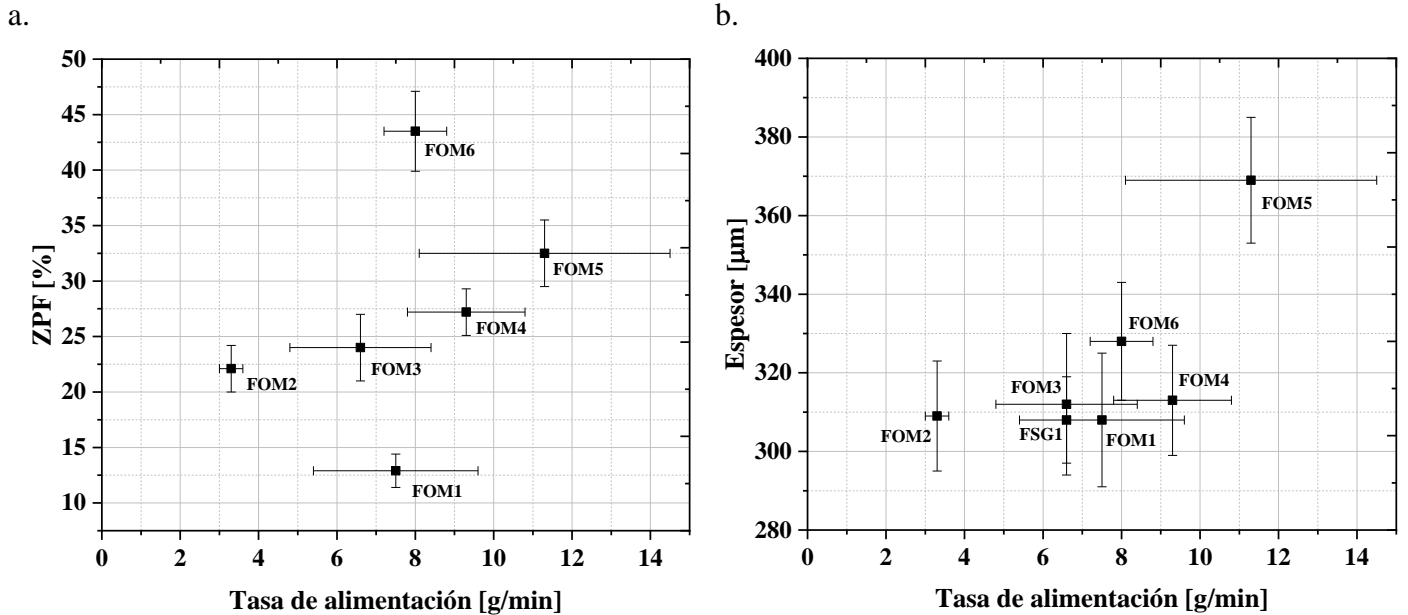 a.
50
45
40
35
30
25
20
15
10
ZPF [%]
FOM6
FOM5
FOM4
FOM3
FOM2
FOM1
0 2 4 6 8 10 12 14
Tasa de alimentación [g/min]
b.
400
380
360
340
320
300
280
Espesor [µm]
FOM5
FOM6
FOM3
FOM4
FOM2
FSG1
FOM1
0 2 4 6 8 10 12 14
Tasa de alimentación [g/min]